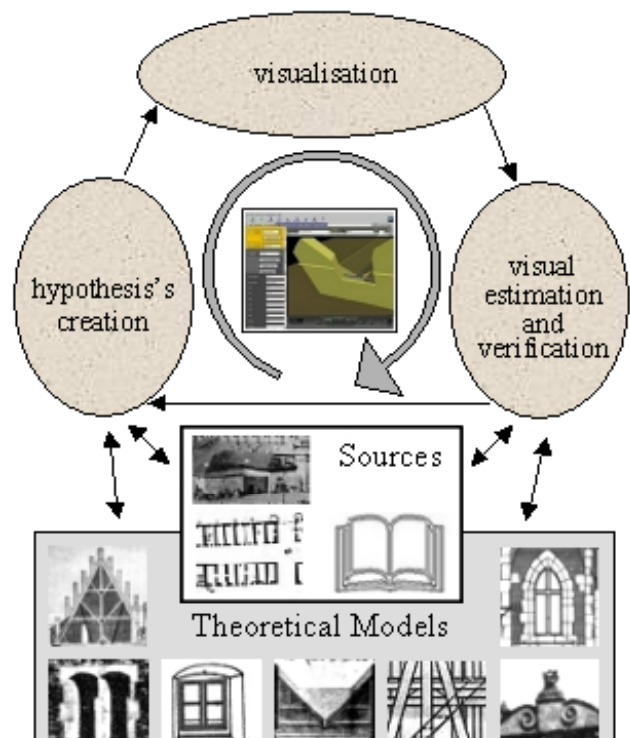 visualisation
hypothesis's
creation
visual
estimation
and
verification
Sources
Theoretical Models